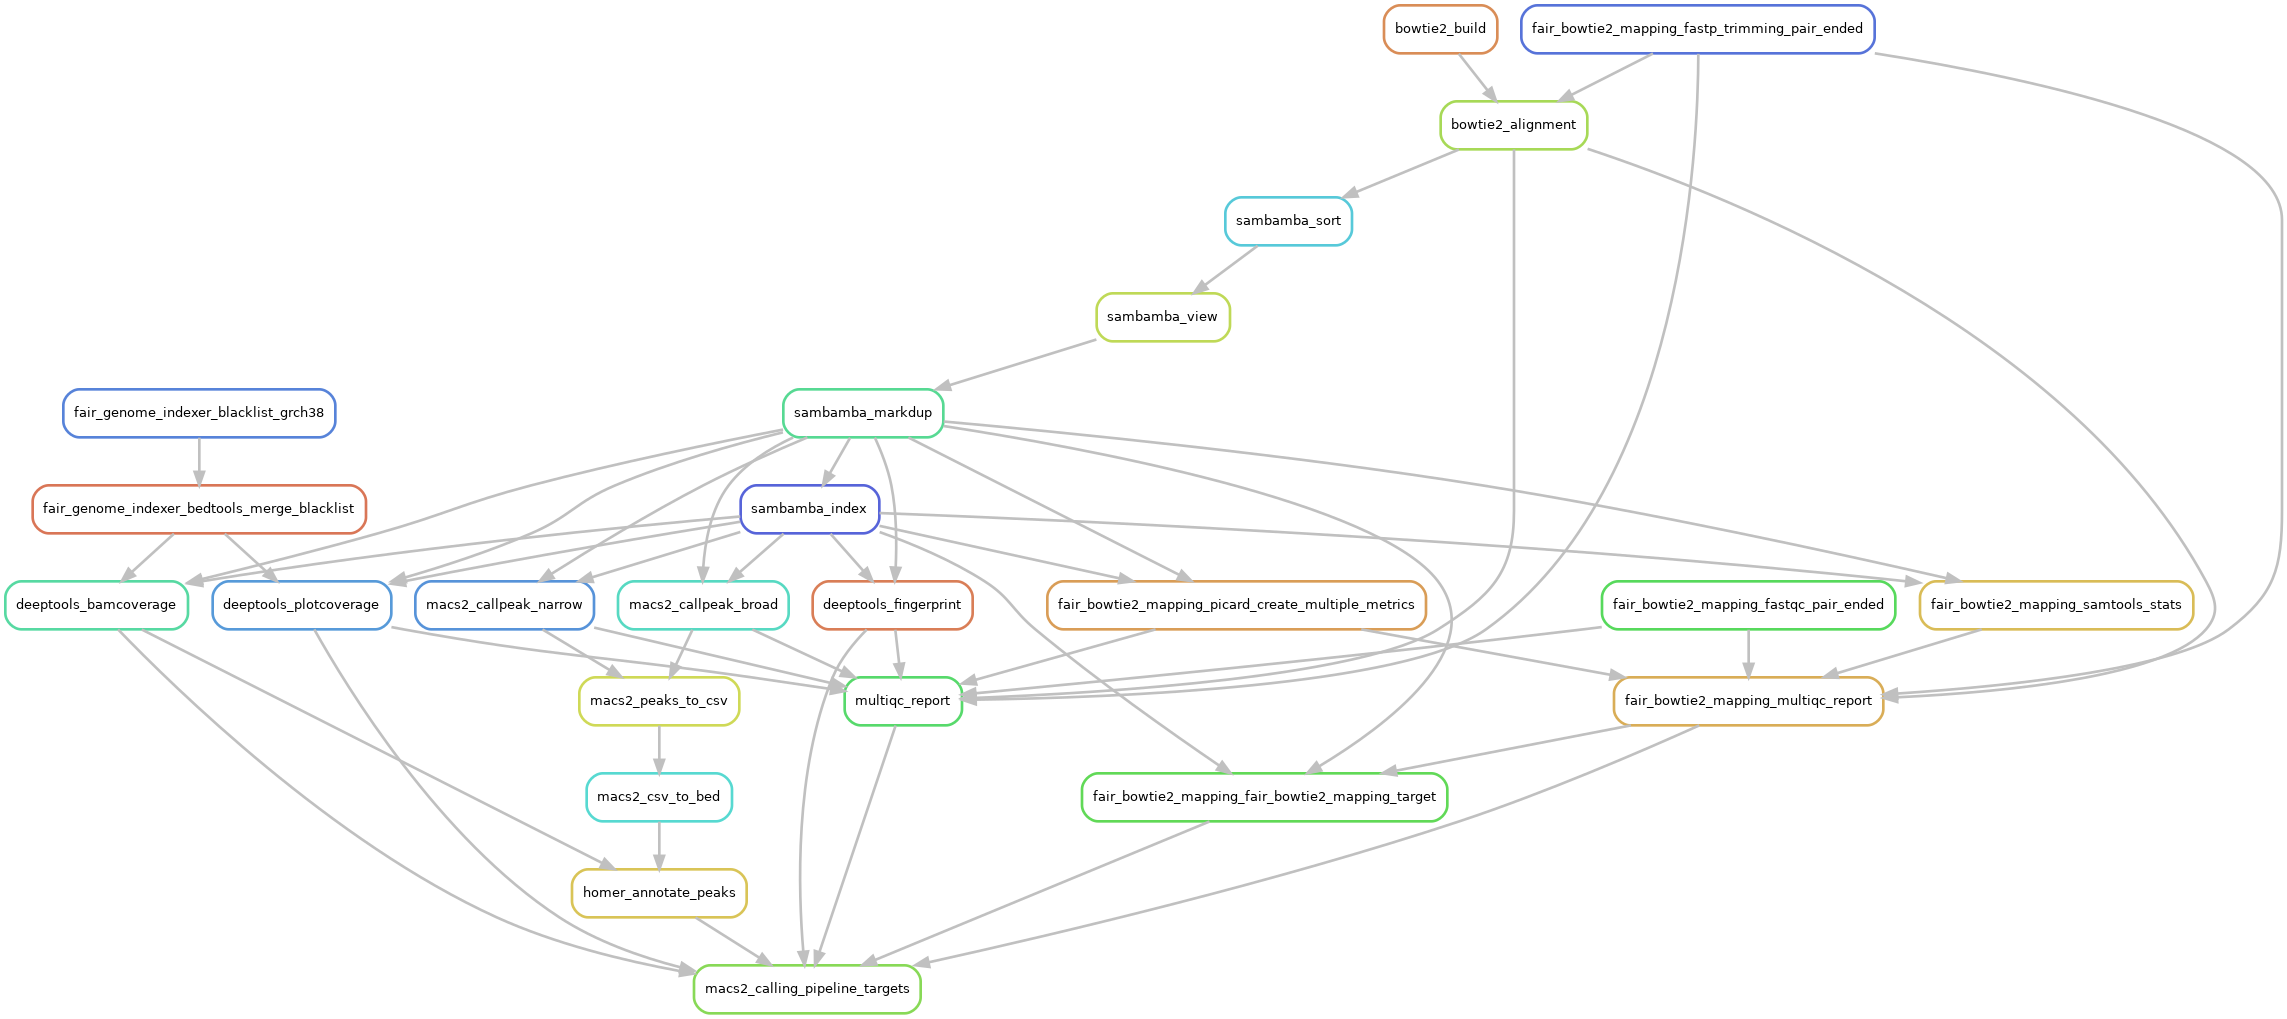 bowtie2_build
fair_bowtie2_mapping_fastp_trimming_pair_ended
bowtie2_alignment
sambamba_sort
sambamba_view
fair_genome_indexer_blacklist_grch38
sambamba_markdup
fair_genome_indexer_bedtools_merge_blacklist
sambamba_index
deeptools_bamcoverage
deeptools_plotcoverage
macs2_callpeak_narrow
macs2_callpeak_broad
deeptools_fingerprint
fair_bowtie2_mapping_picard_create_multiple_metrics
fair_bowtie2_mapping_fastqc_pair_ended
fair_bowtie2_mapping_samtools_stats
macs2_peaks_to_csv
multiqc_report
fair_bowtie2_mapping_multiqc_report
macs2_csv_to_bed
fair_bowtie2_mapping_fair_bowtie2_mapping_target
homer_annotate_peaks
macs2_calling_pipeline_targets